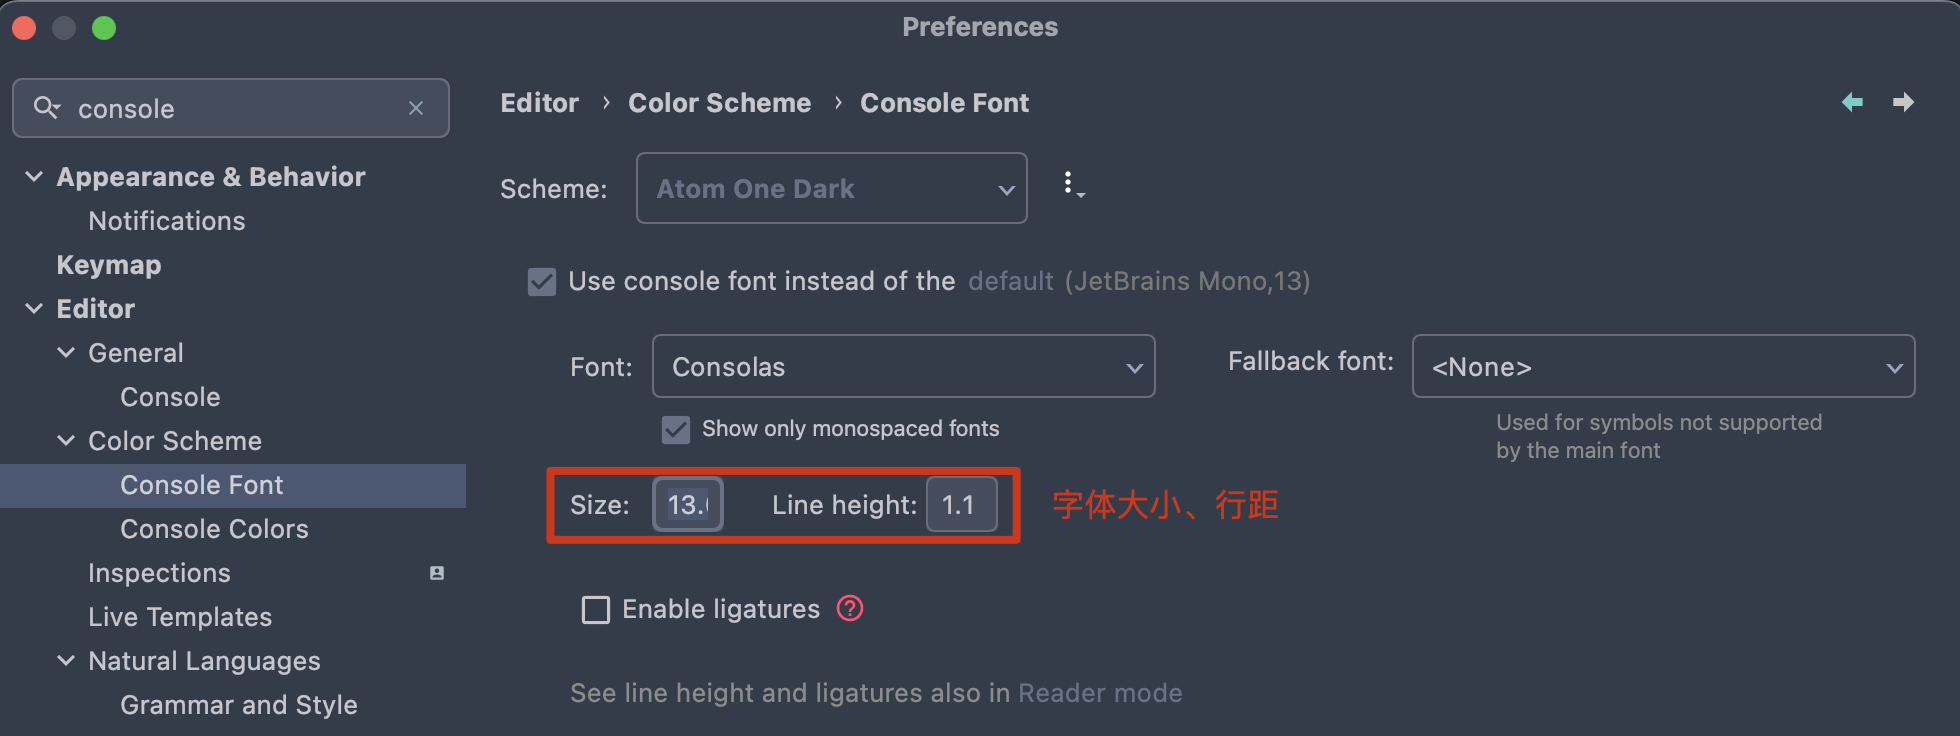 Preferences
console
Appearance & Behavior
Notifications
Keymap
Editor
General
Console
Color Scheme
Console Font
Console Colors
Inspections
Live Templates
Natural Languages
Grammar and Style
Editor › Color Scheme › Console Font
Scheme: Atom One Dark
Use console font instead of the default (JetBrains Mono,13)
Font: Consolas
Fallback font: <None>
Show only monospaced fonts
Used for symbols not supported
by the main font
Size: 13. Line height: 1.1 字体大小、行距
Enable ligatures ?
See line height and ligatures also in Reader mode